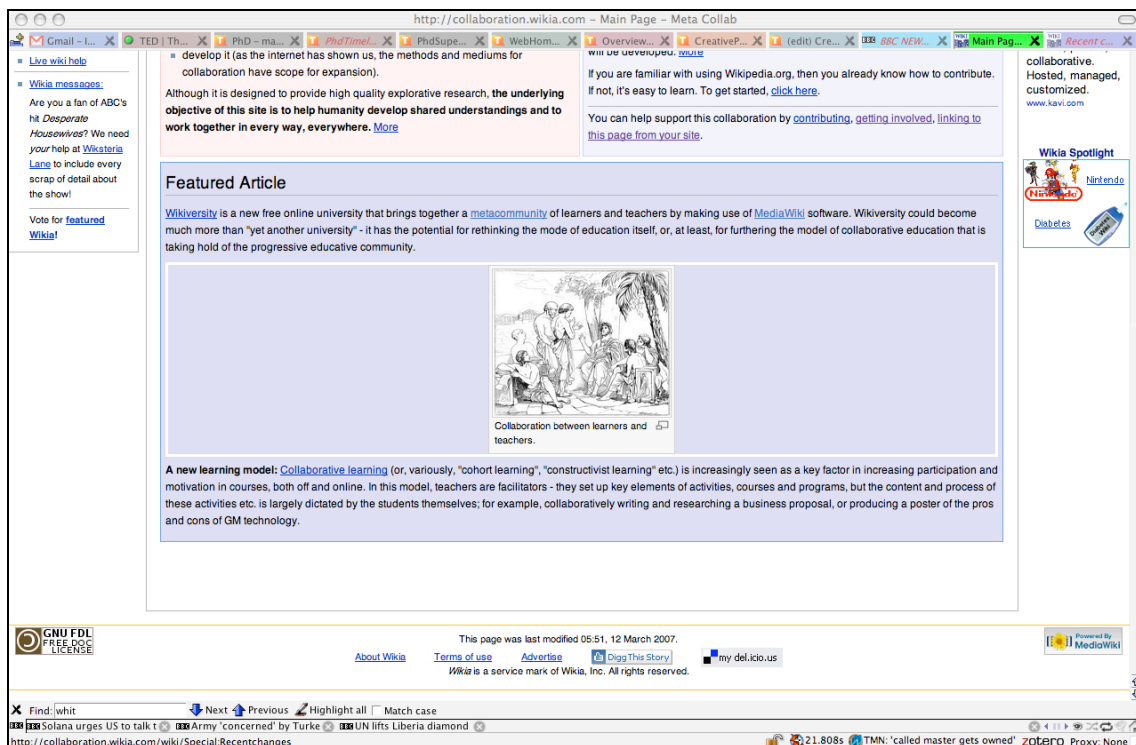 http://collaboration.wikia.com – Main Page – Meta Collab
Gmail – I... TED | Th... PhD – ma... PhdTimel... PhdSupe... WebHom... Overview... CreativeP... (edit) Cre... BBC NEW... Main Pag... Recent c...
Live wiki help
Wikia messages:
Are you a fan of ABC's
hit Desperate
Housewives? We need
your help at Wiksteria
Lane to include every
scrap of detail about
the show!
Vote for featured
Wikia!
develop it (as the internet has shown us, the methods and mediums for
collaboration have scope for expansion).
Although it is designed to provide high quality explorative research, the underlying
objective of this site is to help humanity develop shared understandings and to
work together in every way, everywhere. More
will be developed. More
If you are familiar with using Wikipedia.org, then you already know how to contribute.
If not, it's easy to learn. To get started, click here.
You can help support this collaboration by contributing, getting involved, linking to
this page from your site.
collaborative.
Hosted, managed,
customized.
www.kavi.com
Wikia Spotlight
Nintendo
Nintendo
Diabetes
Diabetes Wiki
Featured Article
Wikiversity is a new free online university that brings together a metacommunity of learners and teachers by making use of MediaWiki software. Wikiversity could become
much more than "yet another university" - it has the potential for rethinking the mode of education itself, or, at least, for furthering the model of collaborative education that is
taking hold of the progressive educative community.
Collaboration between learners and
teachers.
A new learning model: Collaborative learning (or, variously, "cohort learning", "constructivist learning" etc.) is increasingly seen as a key factor in increasing participation and
motivation in courses, both off and online. In this model, teachers are facilitators - they set up key elements of activities, courses and programs, but the content and process of
these activities etc. is largely dictated by the students themselves; for example, collaboratively writing and researching a business proposal, or producing a poster of the pros
and cons of GM technology.
GNU FDL
FREE DOC
LICENSE
This page was last modified 05:51, 12 March 2007.
About Wikia Terms of use Advertise Digg This Story my del.icio.us
Wikia is a service mark of Wikia, Inc. All rights reserved.
Powered By
MediaWiki
Find: whit Next Previous Highlight all Match case
Solana urges US to talk t Army 'concerned' by Turke UN lifts Liberia diamond
http://collaboration.wikia.com/wiki/Special:Recentchanges 21.808s TMN: 'called master gets owned' zotero Proxy: None